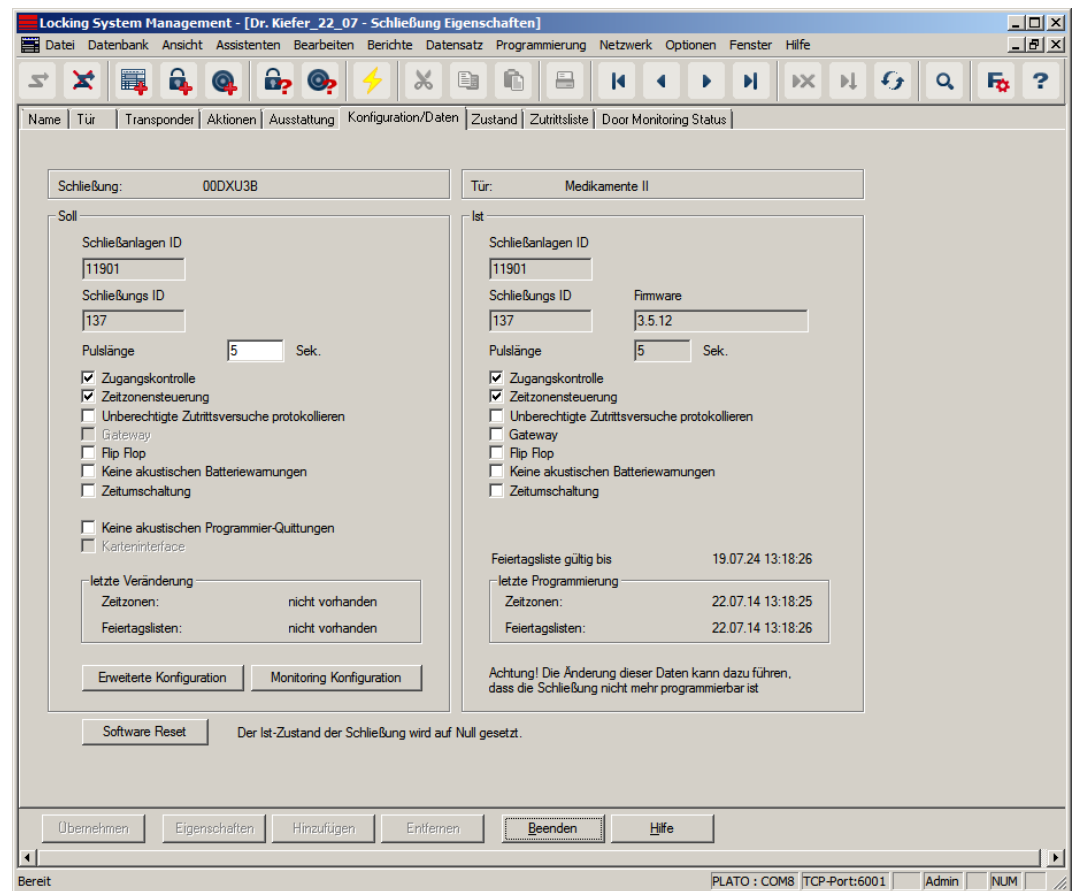 Locking System Management - [Dr. Kiefer_22_07 - Schließung Eigenschaften]
Datei Datenbank Ansicht Assistenten Bearbeiten Berichte Datensatz Programmierung Netzwerk Optionen Fenster Hilfe
Name Tür Transponder Aktionen Ausstattung Konfiguration/Daten Zustand Zutrittsliste Door Monitoring Status
Schließung: 00DXU3B
Tür: Medikamente II
Soll
Schließanlagen ID
11901
Schließungs ID
137
Pulslänge 5 Sek.
Zugangskontrolle
Zeitzonensteuerung
Unberechtigte Zutrittsversuche protokollieren
Gateway
Flip Flop
Keine akustischen Batteriewarnungen
Zeitumschaltung
Keine akustischen Programmier-Quittungen
Karteninterface
letzte Veränderung
Zeitzonen: nicht vorhanden
Feiertagslisten: nicht vorhanden
Erweiterte Konfiguration Monitoring Konfiguration
Ist
Schließanlagen ID
11901
Schließungs ID Firmware
137 3.5.12
Pulslänge 5 Sek.
Zugangskontrolle
Zeitzonensteuerung
Unberechtigte Zutrittsversuche protokollieren
Gateway
Flip Flop
Keine akustischen Batteriewarnungen
Zeitumschaltung
Feiertagsliste gültig bis 19.07.24 13:18:26
letzte Programmierung
Zeitzonen: 22.07.14 13:18:25
Feiertagslisten: 22.07.14 13:18:26
Achtung! Die Änderung dieser Daten kann dazu führen,
dass die Schließung nicht mehr programmierbar ist
Software Reset Der Ist-Zustand der Schließung wird auf Null gesetzt.
Übernehmen Eigenschaften Hinzufügen Entfernen Beenden Hilfe
Bereit PLATO : COM8 TCP-Port:6001 Admin NUM